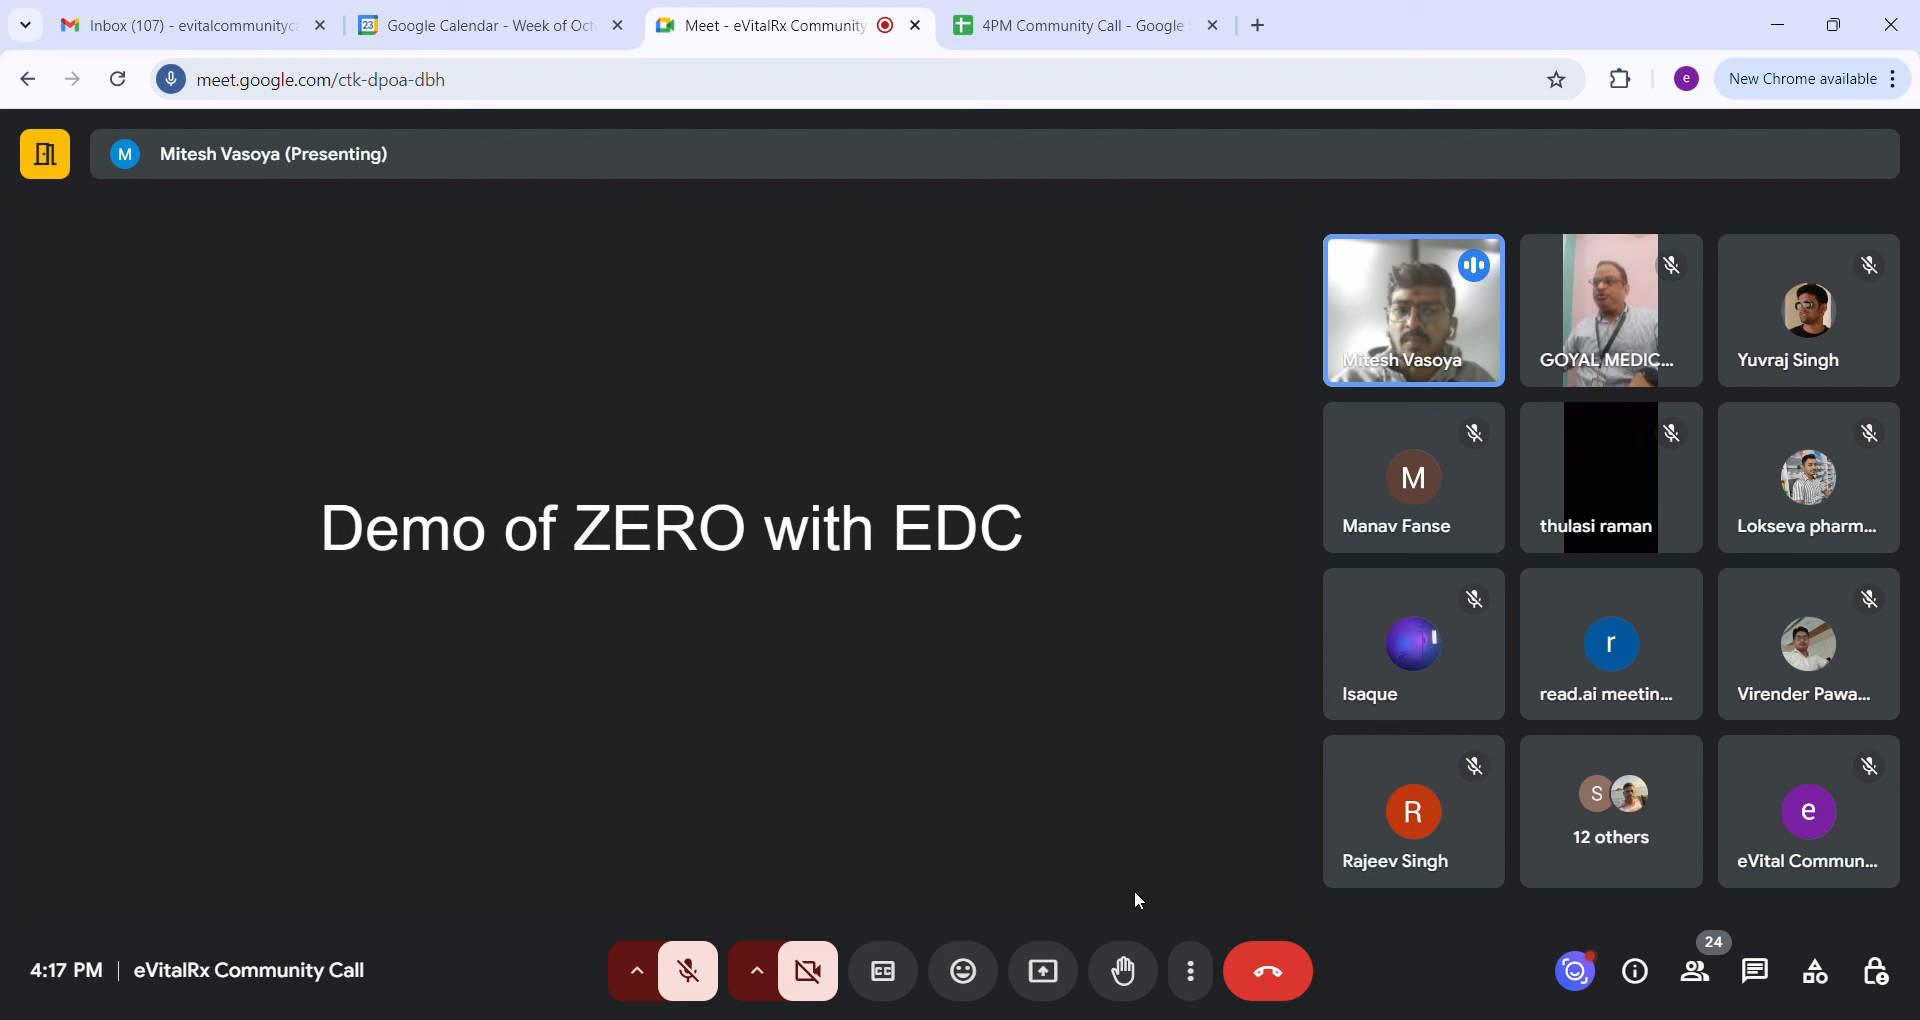 Inbox (107) - evitalcommunityca
23
Google Calendar - Week of Oct
Meet - eVitalRx Community
4PM Community Call - Google
meet.google.com/ctk-dpoa-dbh
e
New Chrome available
M
Mitesh Vasoya (Presenting)
Demo of ZERO with EDC
Mitesh Vasoya
GOYAL MEDIC...
Yuvraj Singh
M
Manav Fanse
thulasi raman
Lokseva pharm...
Isaque
r
read.ai meetin...
Virender Pawa...
R
Rajeev Singh
S
12 others
e
eVital Commun...
4:17 PM
eVitalRx Community Call
CC
24